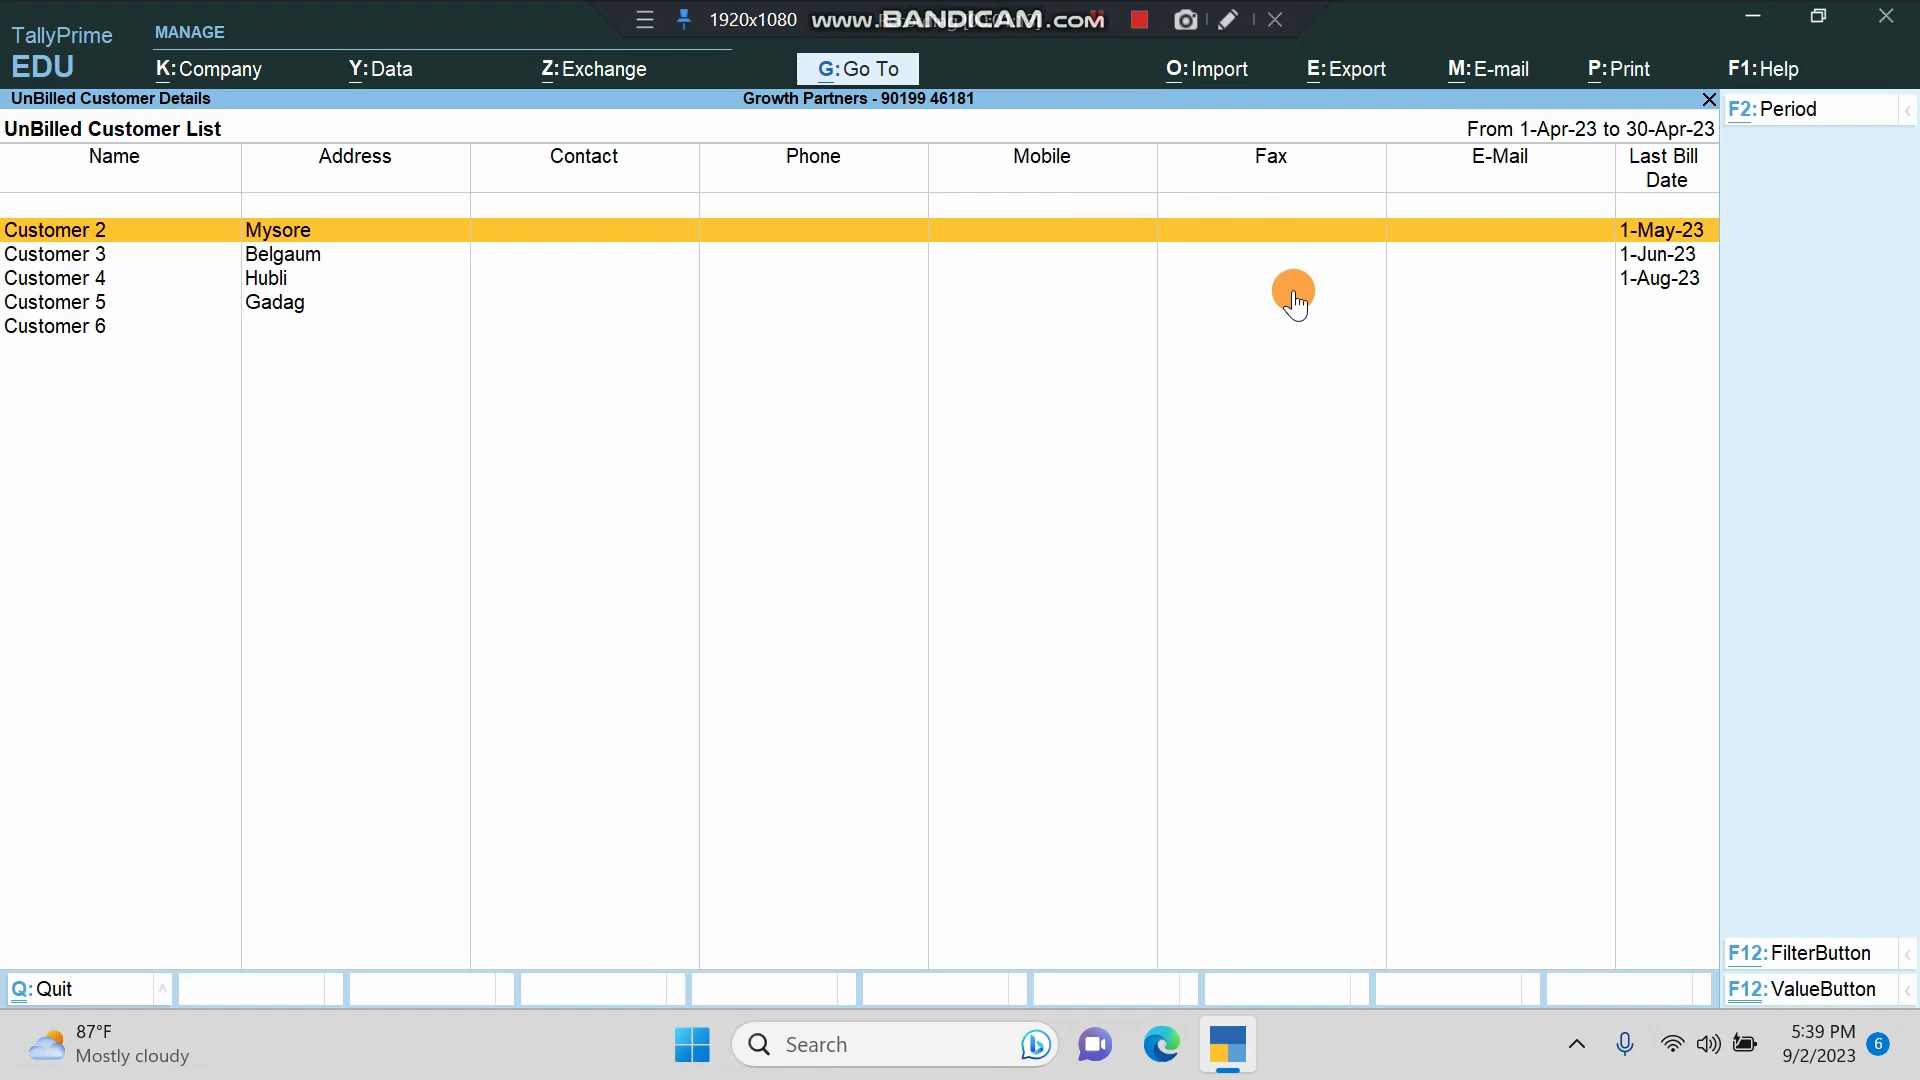 1920x1080 www.BANDICAM.com
TallyPrime
EDU
MANAGE
K:Company Y:Data Z:Exchange G:Go To O:Import E:Export M:E-mail P:Print F1:Help
UnBilled Customer Details Growth Partners - 90199 46181
F2:Period
UnBilled Customer List From 1-Apr-23 to 30-Apr-23
Name Address Contact Phone Mobile Fax E-Mail Last Bill
Date
Customer 2 Mysore 1-May-23
Customer 3 Belgaum 1-Jun-23
Customer 4 Hubli 1-Aug-23
Customer 5 Gadag
Customer 6
F12:FilterButton
Q:Quit F12:ValueButton
87°F
Mostly cloudy
Search
5:39 PM
9/2/2023
6